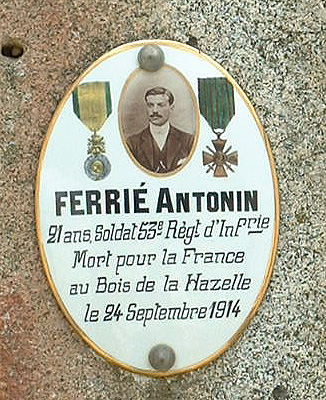 FERRIÉ ANTONIN
21 ans, Soldat 53e Règt d'Infrie
Mort pour la France
au Bois de la Hazelle
le 24 Septembre 1914